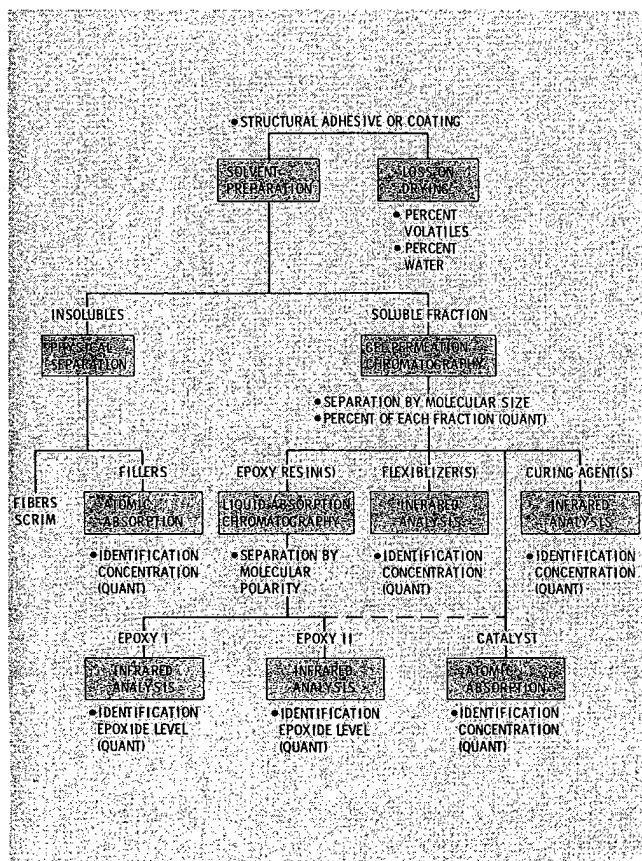 • STRUCTURAL ADHESIVE OR COATING
SOLVENT
PREPARATION
LOSS ON
DRYING
• PERCENT
VOLATILES
• PERCENT
WATER
INSOLUBLES
PHYSICAL
SEPARATION
SOLUBLE FRACTION
GEL PERMEATION
CHROMATOGRAPHY
• SEPARATION BY MOLECULAR SIZE
• PERCENT OF EACH FRACTION (QUANT)
FIBERS
SCRIM
FILLERS
ATOMIC
ABSORPTION
• IDENTIFICATION
CONCENTRATION
(QUANT)
EPOXY RESIN(S)
LIQUID ABSORPTION
CHROMATOGRAPHY
• SEPARATION BY
MOLECULAR
POLARITY
FLEXIBLIZER(S)
INFRARED
ANALYSIS
• IDENTIFICATION
CONCENTRATION
(QUANT)
CURING AGENT(S)
INFRARED
ANALYSIS
• IDENTIFICATION
CONCENTRATION
(QUANT)
EPOXY I
INFRARED
ANALYSIS
• IDENTIFICATION
EPOXIDE LEVEL
(QUANT)
EPOXY II
INFRARED
ANALYSIS
• IDENTIFICATION
EPOXIDE LEVEL
(QUANT)
CATALYST
ATOMIC
ABSORPTION
• IDENTIFICATION
CONCENTRATION
(QUANT)